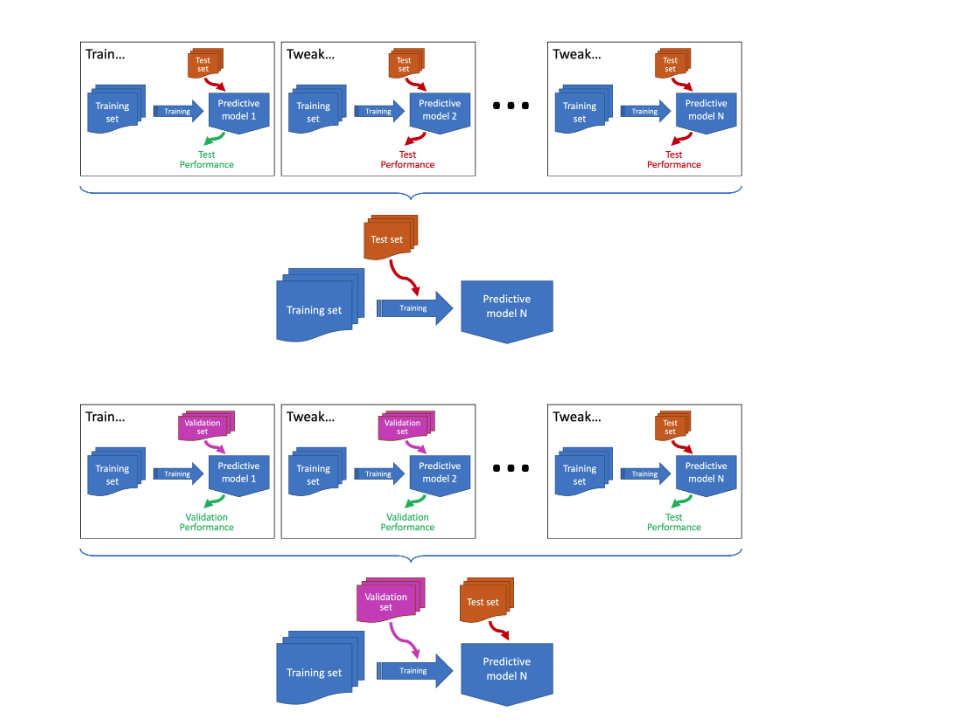 Train...
Test
set
Training
set
Training
Predictive
model 1
Test
Performance
Tweak...
Test
set
Training
set
Training
Predictive
model 2
Test
Performance
Tweak...
Test
set
Training
set
Training
Predictive
model N
Test
Performance
Test set
Training set
Training
Predictive
model N
Train...
Validation
set
Training
set
Training
Predictive
model 1
Validation
Performance
Tweak...
Validation
set
Training
set
Training
Predictive
model 2
Validation
Performance
Tweak...
Test
set
Training
set
Training
Predictive
model N
Test
Performance
Validation
set
Test set
Training set
Training
Predictive
model N